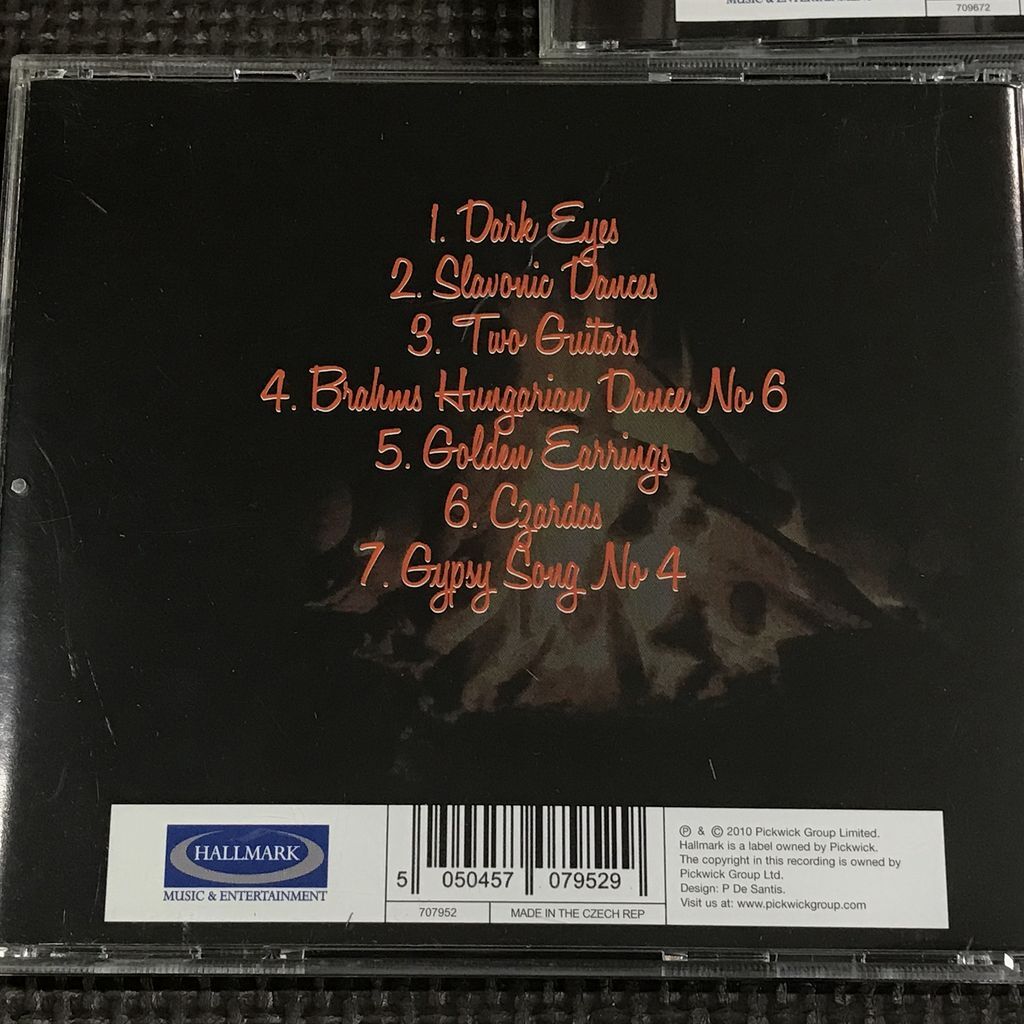 MUSIC & ENTERTAINMENT
709672
1. Dark Eyes
2. Slavonic Dances
3. Two Guitars
4. Brahms Hungarian Dance No 6
5. Golden Earrings
6. Czardas
7. Gypsy Song No 4
HALLMARK
MUSIC & ENTERTAINMENT
5 050457 079529
707952
MADE IN THE CZECH REP
℗ & © 2010 Pickwick Group Limited.
Hallmark is a label owned by Pickwick.
The copyright in this recording is owned by
Pickwick Group Ltd.
Design: P De Santis.
Visit us at: www.pickwickgroup.com